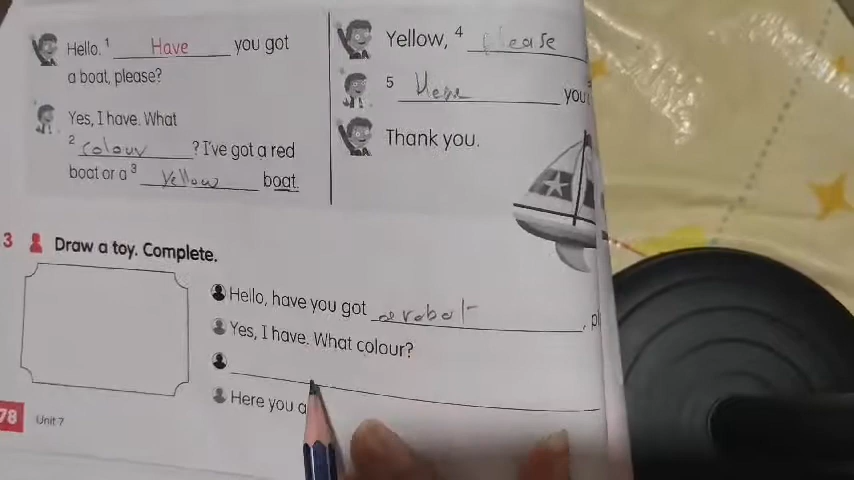 Hello. 1 Have you got
a boat, please?
Yes, I have. What
2 colour ? I've got a red
boat or a 3 Yellow boat.
Yellow, 4 please
5 Here you
Thank you.
3 Draw a toy. Complete.
Hello, have you got a robot, pl
Yes, I have. What colour?
Here you a
78 Unit 7